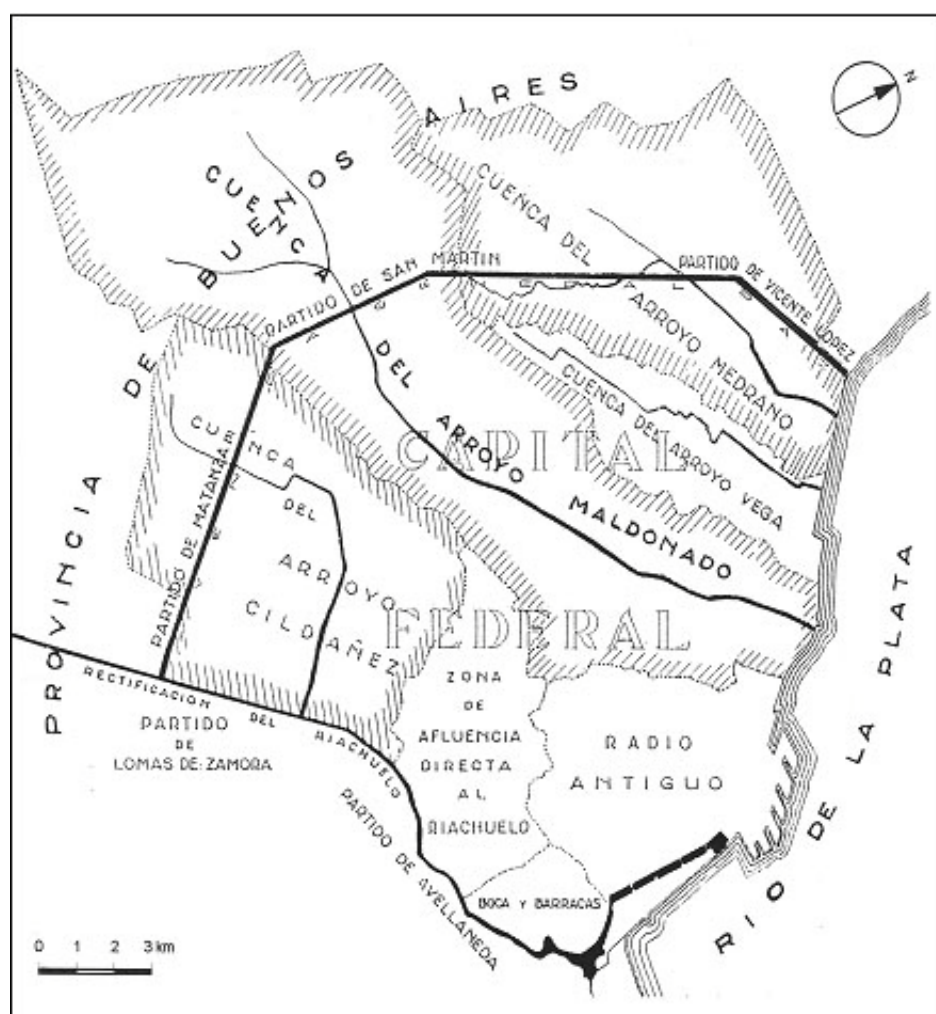 PROVINCIA DE BUENOS AIRES
N
CUENCA DEL ARROYO MALDONADO
CUENCA DEL ARROYO MEDRANO
CUENCA DEL ARROYO VEGA
PARTIDO DE SAN MARTIN
PARTIDO DE VICENTE LOPEZ
PARTIDO DE MATANZA
CUENCA
DEL
ARROYO
CILDAÑEZ
CAPITAL
FEDERAL
RECTIFICACION DEL RIACHUELO
PARTIDO
DE
LOMAS DE ZAMORA
ZONA
DE
AFLUENCIA
DIRECTA
AL
RIACHUELO
RADIO
ANTIGUO
PARTIDO DE AVELLANEDA
BOCA Y BARRACAS
RIO DE LA PLATA
0 1 2 3 km